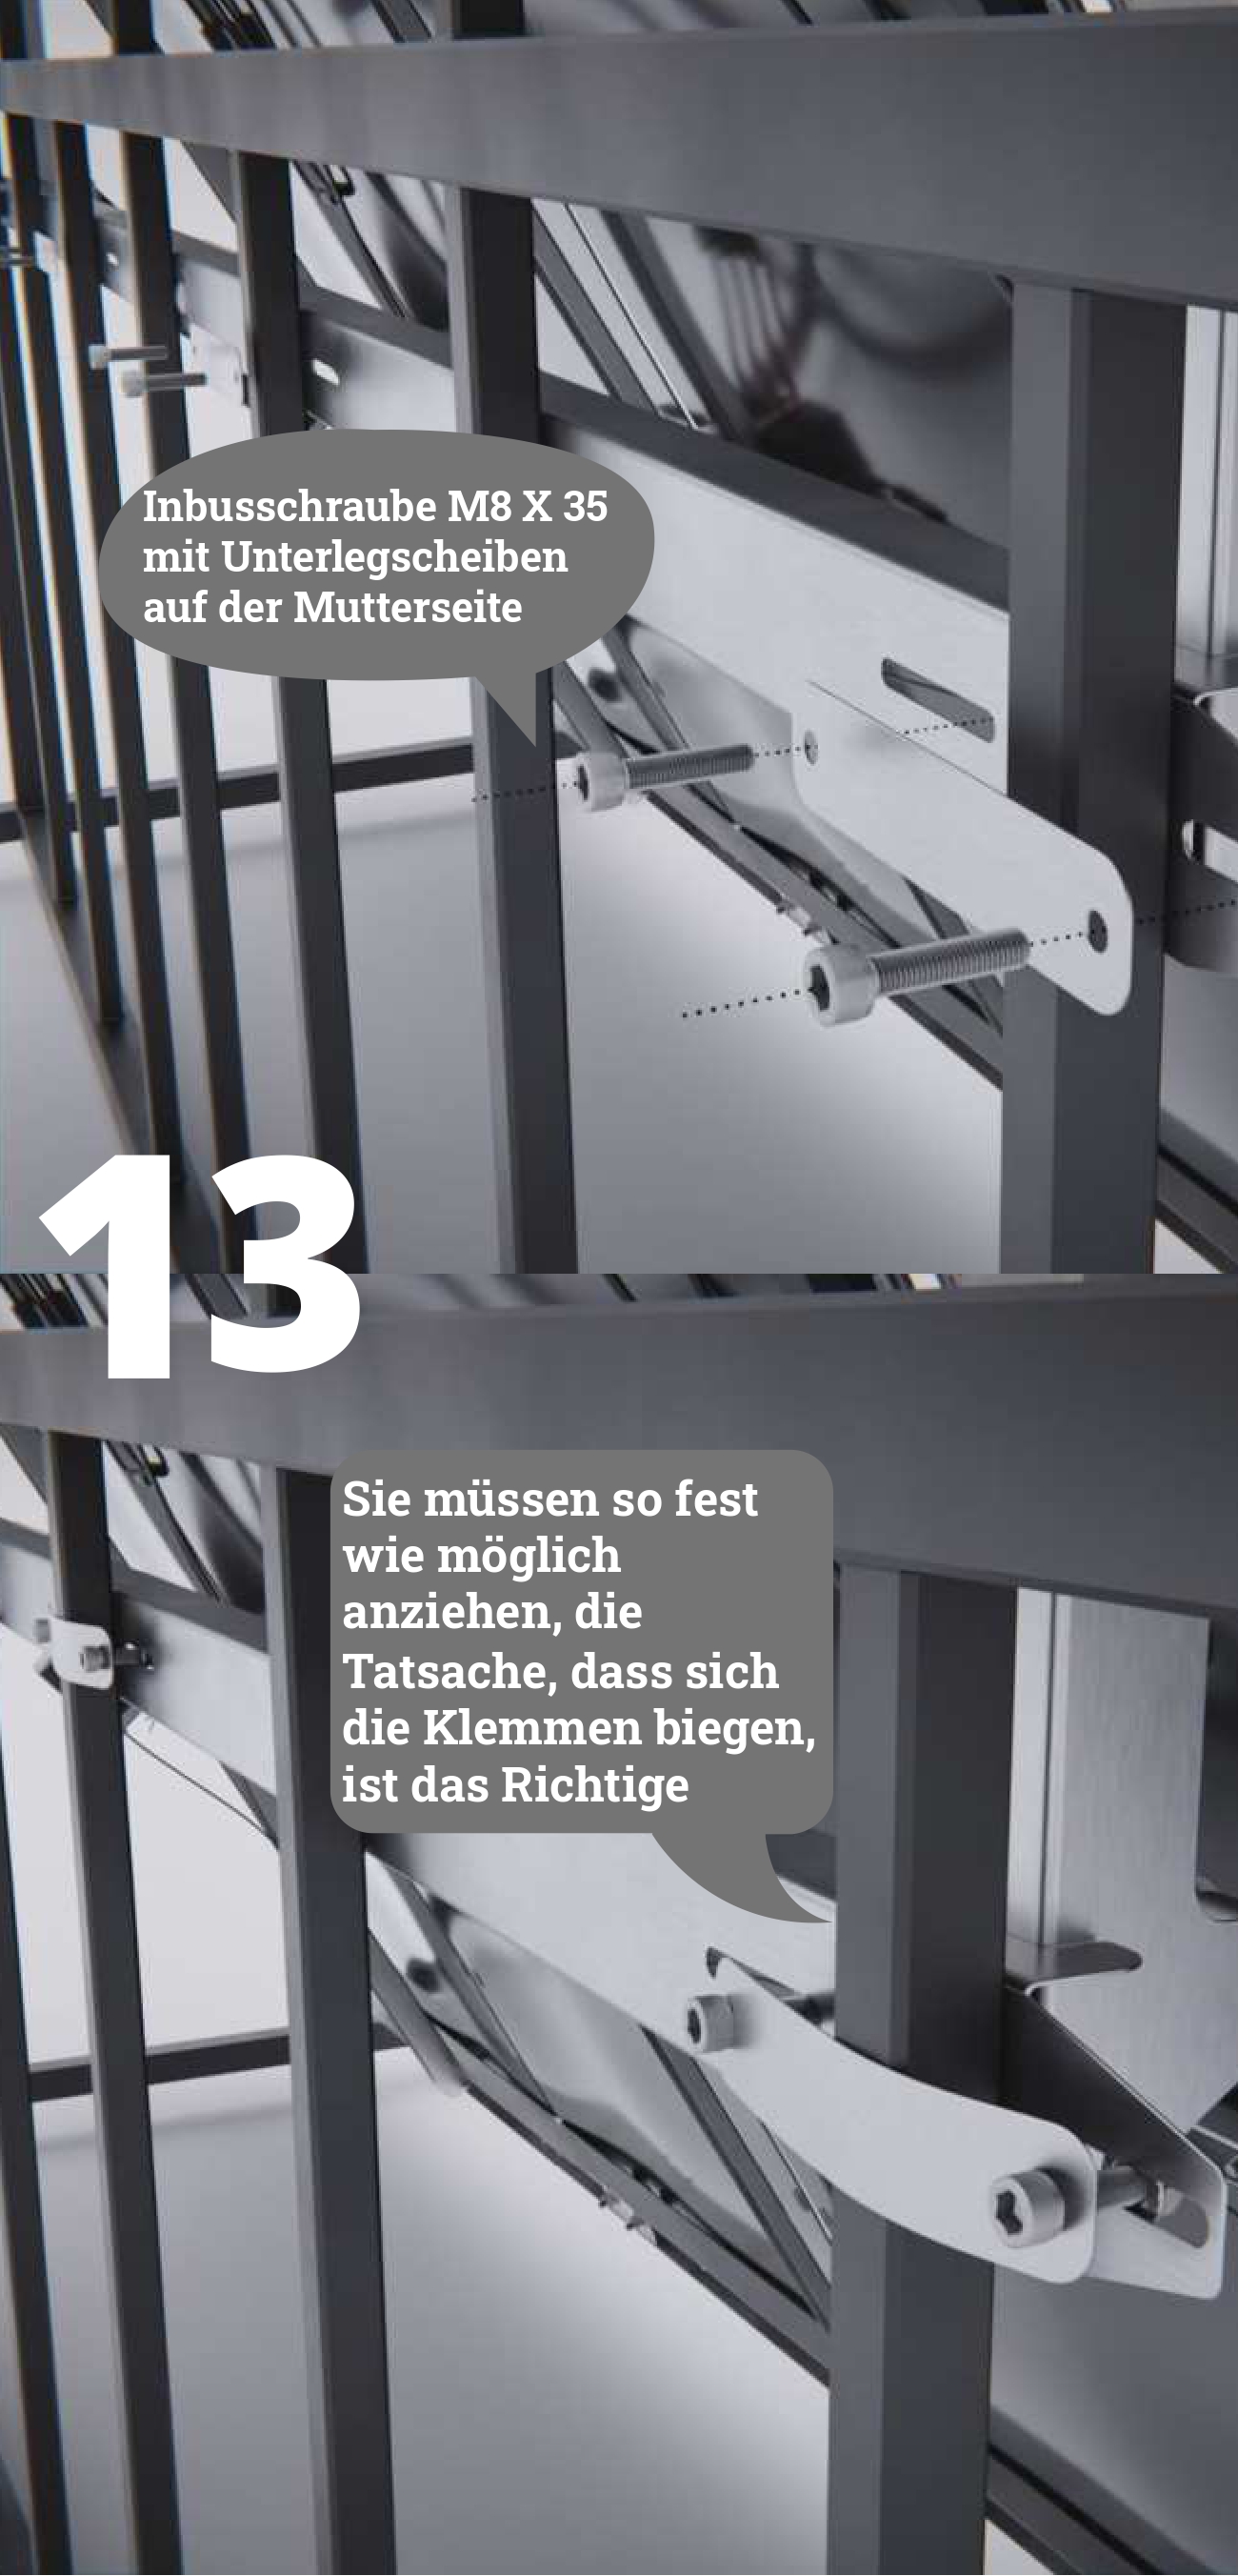 Inbusschraube M8 X 35
mit Unterlegscheiben
auf der Mutterseite
13
Sie müssen so fest
wie möglich
anziehen, die
Tatsache, dass sich
die Klemmen biegen,
ist das Richtige